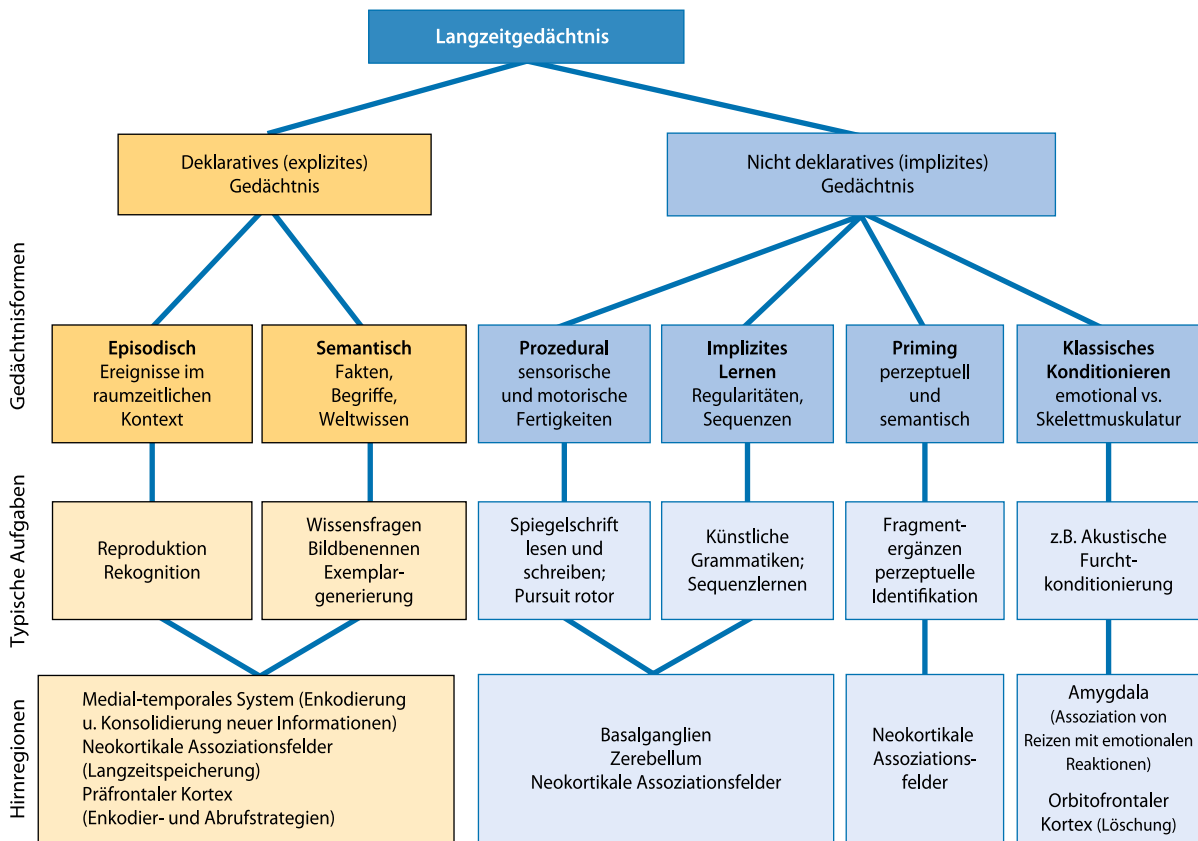 Langzeitgedächtnis
Deklaratives (explizites)
Gedächtnis
Nicht deklaratives (implizites)
Gedächtnis
Gedächtnisformen
Episodisch
Ereignisse im
raumzeitlichen
Kontext
Semantisch
Fakten,
Begriffe,
Weltwissen
Prozedural
sensorische
und motorische
Fertigkeiten
Implizites
Lernen
Regularitäten,
Sequenzen
Priming
perzeptuell
und
semantisch
Klassisches
Konditionieren
emotional vs.
Skelettmuskulatur
Typische Aufgaben
Reproduktion
Rekognition
Wissensfragen
Bildbenennen
Exemplar-
generierung
Spiegelschrift
lesen und
schreiben;
Pursuit rotor
Künstliche
Grammatiken;
Sequenzlernen
Fragment-
ergänzen
perzeptuelle
Identifikation
z.B. Akustische
Furcht-
konditionierung
Hirnregionen
Medial-temporales System (Enkodierung
u. Konsolidierung neuer Informationen)
Neokortikale Assoziationsfelder
(Langzeitspeicherung)
Präfrontaler Kortex
(Enkodier- und Abrufstrategien)
Basalganglien
Zerebellum
Neokortikale Assoziationsfelder
Neokortikale
Assoziations-
felder
Amygdala
(Assoziation von
Reizen mit emotionalen
Reaktionen)
Orbitofrontaler
Kortex (Löschung)